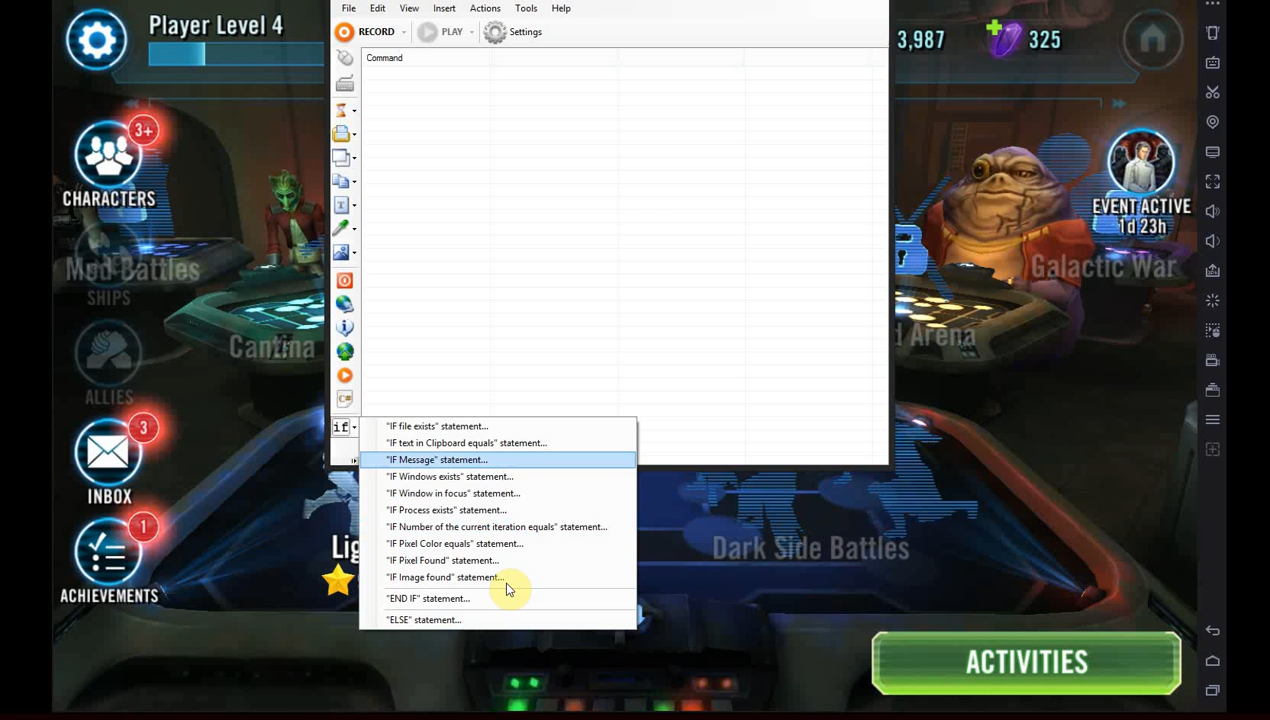 Player Level 4
File Edit View Insert Actions Tools Help
RECORD PLAY Settings
3,987 325
Command
3+
CHARACTERS
EVENT ACTIVE
1d 23h
Mod Battles
Galactic War
SHIPS
Cantina
Arena
ALLIES
3
INBOX
1
ACHIEVEMENTS
C#
if
"IF file exists" statement...
"IF text in Clipboard equals" statement...
"IF Message" statement...
"IF Windows exists" statement...
"IF Window in focus" statement...
"IF Process exists" statement...
"IF Number of the current iteration equals" statement...
"IF Pixel Color equals" statement...
"IF Pixel Found" statement...
"IF Image found" statement...
"END IF" statement...
"ELSE" statement...
Lig
Dark Side Battles
ACTIVITIES